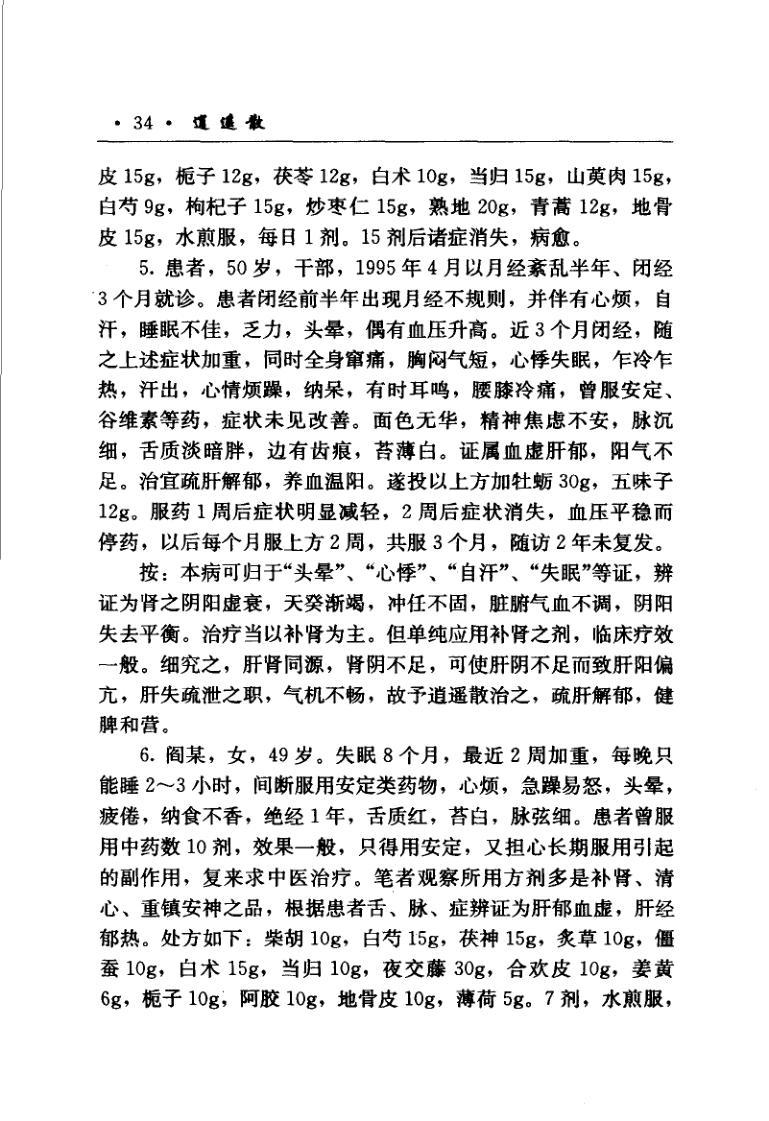 · 34 · 逍遥散
皮 15g，栀子 12g，茯苓 12g，白术 10g，当归 15g，山萸肉 15g，
白芍 9g，枸杞子 15g，炒枣仁 15g，熟地 20g，青蒿 12g，地骨
皮 15g，水煎服，每日 1 剂。15 剂后诸症消失，病愈。
5. 患者，50 岁，干部，1995 年 4 月以月经紊乱半年、闭经
3 个月就诊。患者闭经前半年出现月经不规则，并伴有心烦，自
汗，睡眠不佳，乏力，头晕，偶有血压升高。近 3 个月闭经，随
之上述症状加重，同时全身窜痛，胸闷气短，心悸失眠，乍冷乍
热，汗出，心情烦躁，纳呆，有时耳鸣，腰膝冷痛，曾服安定、
谷维素等药，症状未见改善。面色无华，精神焦虑不安，脉沉
细，舌质淡暗胖，边有齿痕，苔薄白。证属血虚肝郁，阳气不
足。治宜疏肝解郁，养血温阳。遂投以上方加牡蛎 30g，五味子
12g。服药 1 周后症状明显减轻，2 周后症状消失，血压平稳而
停药，以后每个月服上方 2 周，共服 3 个月，随访 2 年未复发。
按：本病可归于“头晕”、“心悸”、“自汗”、“失眠”等证，辨
证为肾之阴阳虚衰，天癸渐竭，冲任不固，脏腑气血不调，阴阳
失去平衡。治疗当以补肾为主。但单纯应用补肾之剂，临床疗效
一般。细究之，肝肾同源，肾阴不足，可使肝阴不足而致肝阳偏
亢，肝失疏泄之职，气机不畅，故予逍遥散治之，疏肝解郁，健
脾和营。
6. 阎某，女，49 岁。失眠 8 个月，最近 2 周加重，每晚只
能睡 2～3 小时，间断服用安定类药物，心烦，急躁易怒，头晕，
疲倦，纳食不香，绝经 1 年，舌质红，苔白，脉弦细。患者曾服
用中药数 10 剂，效果一般，只得用安定，又担心长期服用引起
的副作用，复来求中医治疗。笔者观察所用方剂多是补肾、清
心、重镇安神之品，根据患者舌、脉、症辨证为肝郁血虚，肝经
郁热。处方如下：柴胡 10g，白芍 15g，茯神 15g，炙草 10g，僵
蚕 10g，白术 15g，当归 10g，夜交藤 30g，合欢皮 10g，姜黄
6g，栀子 10g，阿胶 10g，地骨皮 10g，薄荷 5g。7 剂，水煎服，